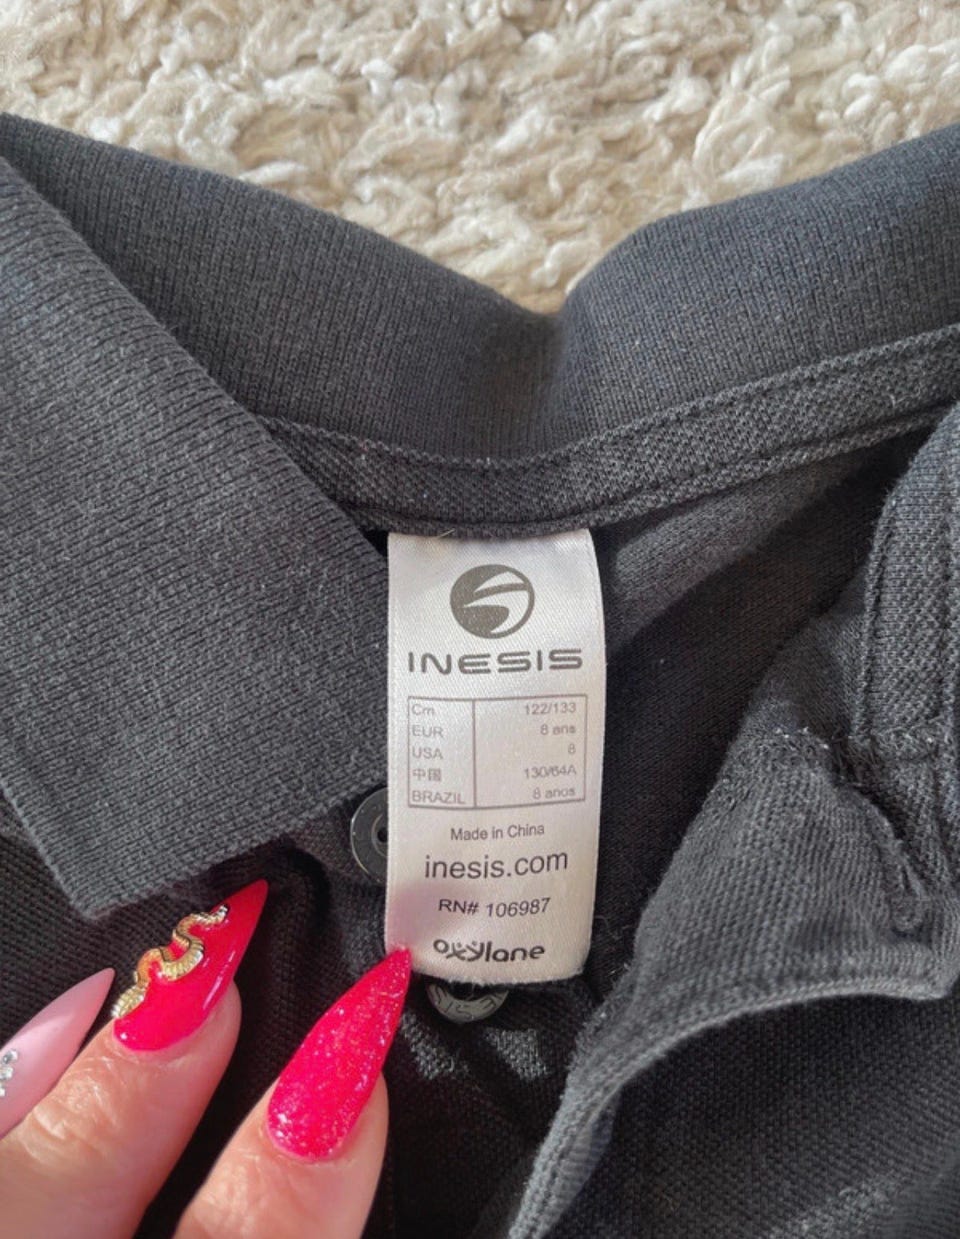 INESIS
Cm 122/133
EUR 8 ans
USA 8
中国 130/64A
BRAZIL 8 anos
Made in China
inesis.com
RN# 106987
oxylane